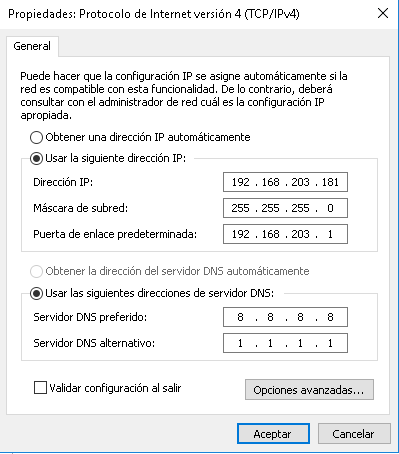 Propiedades: Protocolo de Internet versión 4 (TCP/IPv4)
General
Puede hacer que la configuración IP se asigne automáticamente si la
red es compatible con esta funcionalidad. De lo contrario, deberá
consultar con el administrador de red cuál es la configuración IP
apropiada.
Obtener una dirección IP automáticamente
Usar la siguiente dirección IP:
Dirección IP: 192 . 168 . 203 . 181
Máscara de subred: 255 . 255 . 255 . 0
Puerta de enlace predeterminada: 192 . 168 . 203 . 1
Obtener la dirección del servidor DNS automáticamente
Usar las siguientes direcciones de servidor DNS:
Servidor DNS preferido: 8 . 8 . 8 . 8
Servidor DNS alternativo: 1 . 1 . 1 . 1
Validar configuración al salir
Opciones avanzadas...
Aceptar
Cancelar